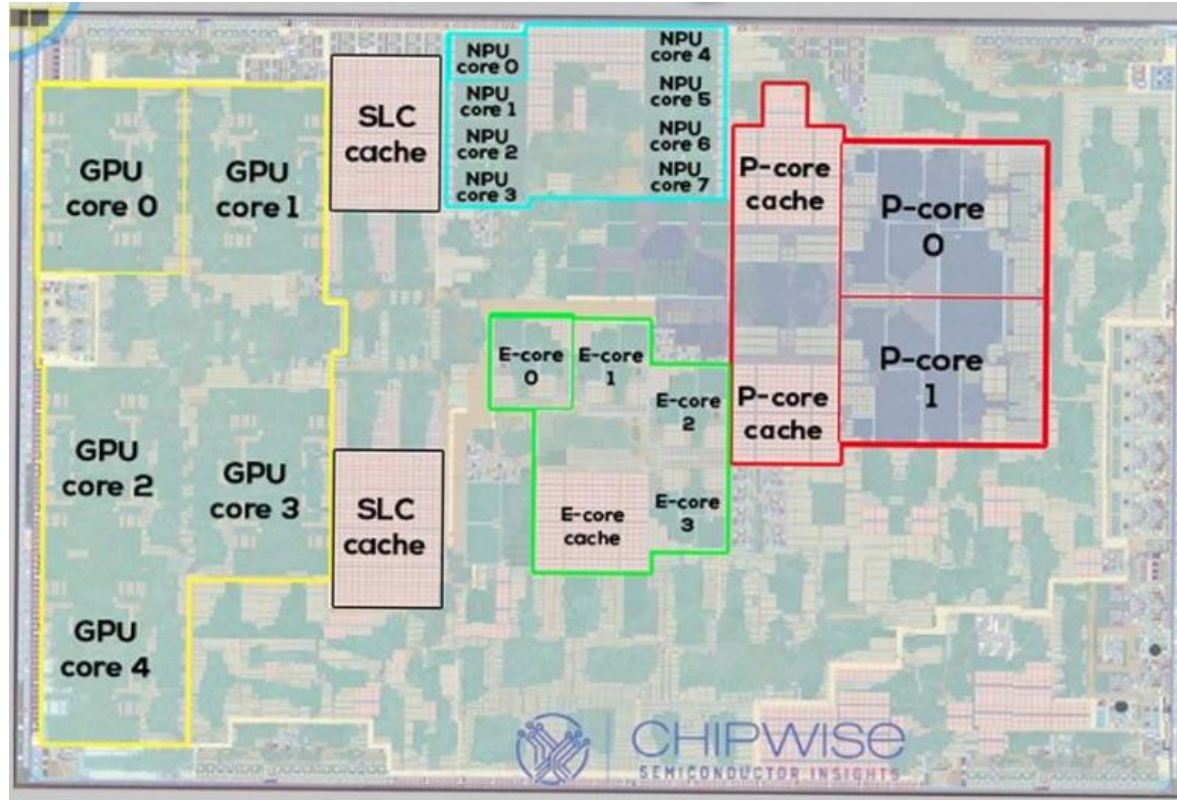 GPU
core 0
GPU
core 1
SLC
cache
NPU
core 0
NPU
core 1
NPU
core 2
NPU
core 3
NPU
core 4
NPU
core 5
NPU
core 6
NPU
core 7
P-core
cache
P-core
0
P-core
1
P-core
cache
E-core
0
E-core
1
E-core
2
E-core
3
E-core
cache
GPU
core 2
GPU
core 3
SLC
cache
GPU
core 4
CHIPWISE
SEMICONDUCTOR INSIGHTS